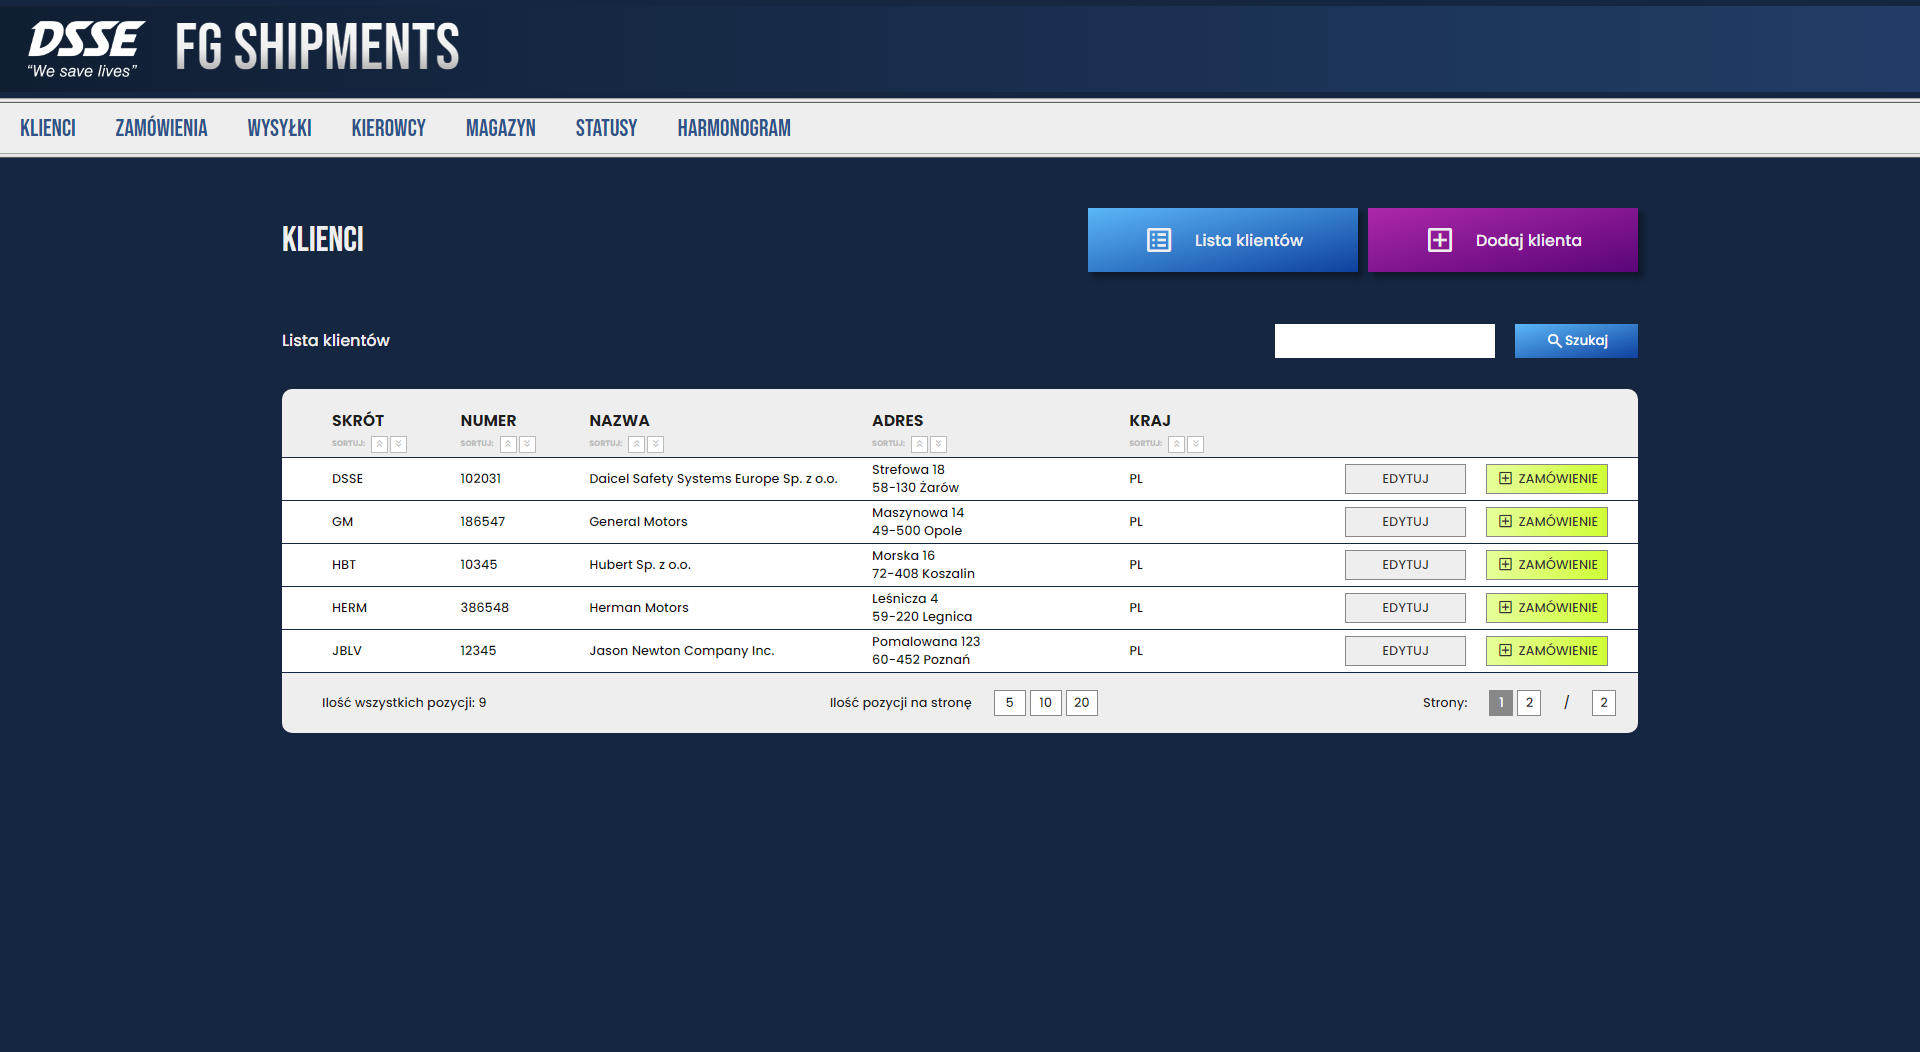 DSSE
"We save lives"
FG SHIPMENTS
KLIENCI ZAMÓWIENIA WYSYŁKI KIEROWCY MAGAZYN STATUSY HARMONOGRAM
KLIENCI
Lista klientów
Dodaj klienta
Lista klientów
Szukaj
SKRÓT NUMER NAZWA ADRES KRAJ
SORTUJ: SORTUJ: SORTUJ: SORTUJ: SORTUJ:
DSSE 102031 Daicel Safety Systems Europe Sp. z o.o. Strefowa 18
58-130 Żarów PL EDYTUJ ZAMÓWIENIE
GM 186547 General Motors Maszynowa 14
49-500 Opole PL EDYTUJ ZAMÓWIENIE
HBT 10345 Hubert Sp. z o.o. Morska 16
72-408 Koszalin PL EDYTUJ ZAMÓWIENIE
HERM 386548 Herman Motors Leśnicza 4
59-220 Legnica PL EDYTUJ ZAMÓWIENIE
JBLV 12345 Jason Newton Company Inc. Pomalowana 123
60-452 Poznań PL EDYTUJ ZAMÓWIENIE
Ilość wszystkich pozycji: 9 Ilość pozycji na stronę 5 10 20 Strony: 1 2 / 2